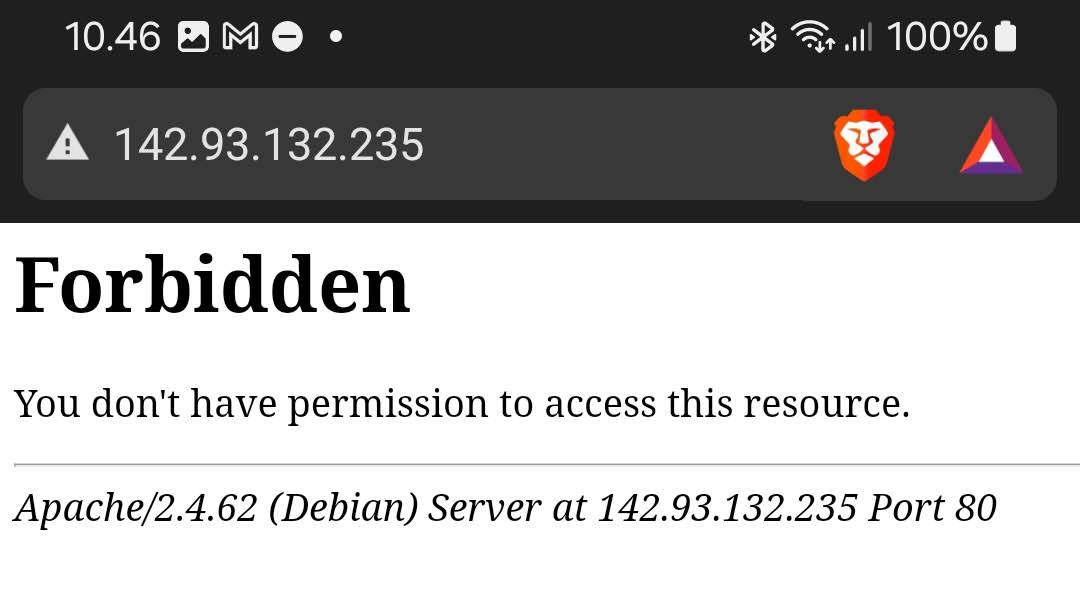 10.46 100%
142.93.132.235
Forbidden
You don't have permission to access this resource.
Apache/2.4.62 (Debian) Server at 142.93.132.235 Port 80